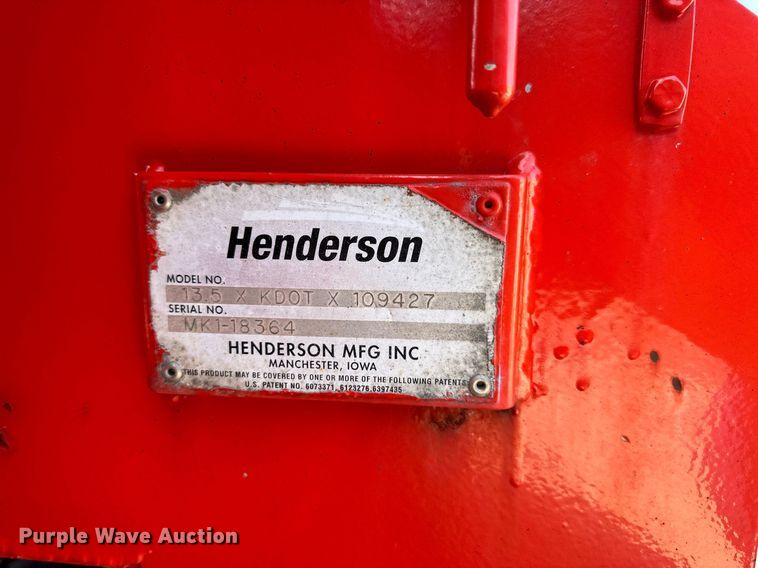 Henderson
MODEL NO.
13.5 X KDOT X 109427
SERIAL NO.
MK1-18364
HENDERSON MFG INC
MANCHESTER, IOWA
THIS PRODUCT MAY BE COVERED BY ONE OR MORE OF THE FOLLOWING PATENTS
U.S. PATENT NO. 6073371, 6123276,6397435
Purple Wave Auction